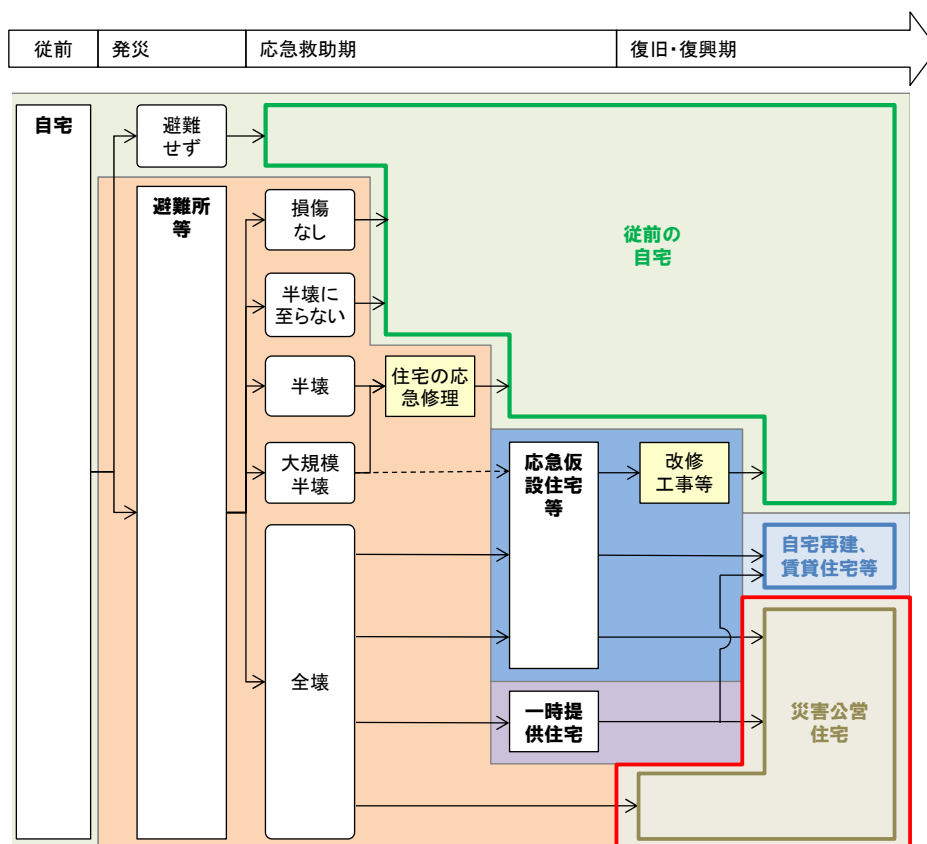 従前
発災
応急救助期
復旧・復興期
自宅
避難
せず
避難所
等
損傷
なし
従前の
自宅
半壊に
至らない
半壊
住宅の応
急修理
大規模
半壊
応急仮
設住宅
等
改修
工事等
自宅再建、
賃貸住宅等
全壊
一時提
供住宅
災害公営
住宅